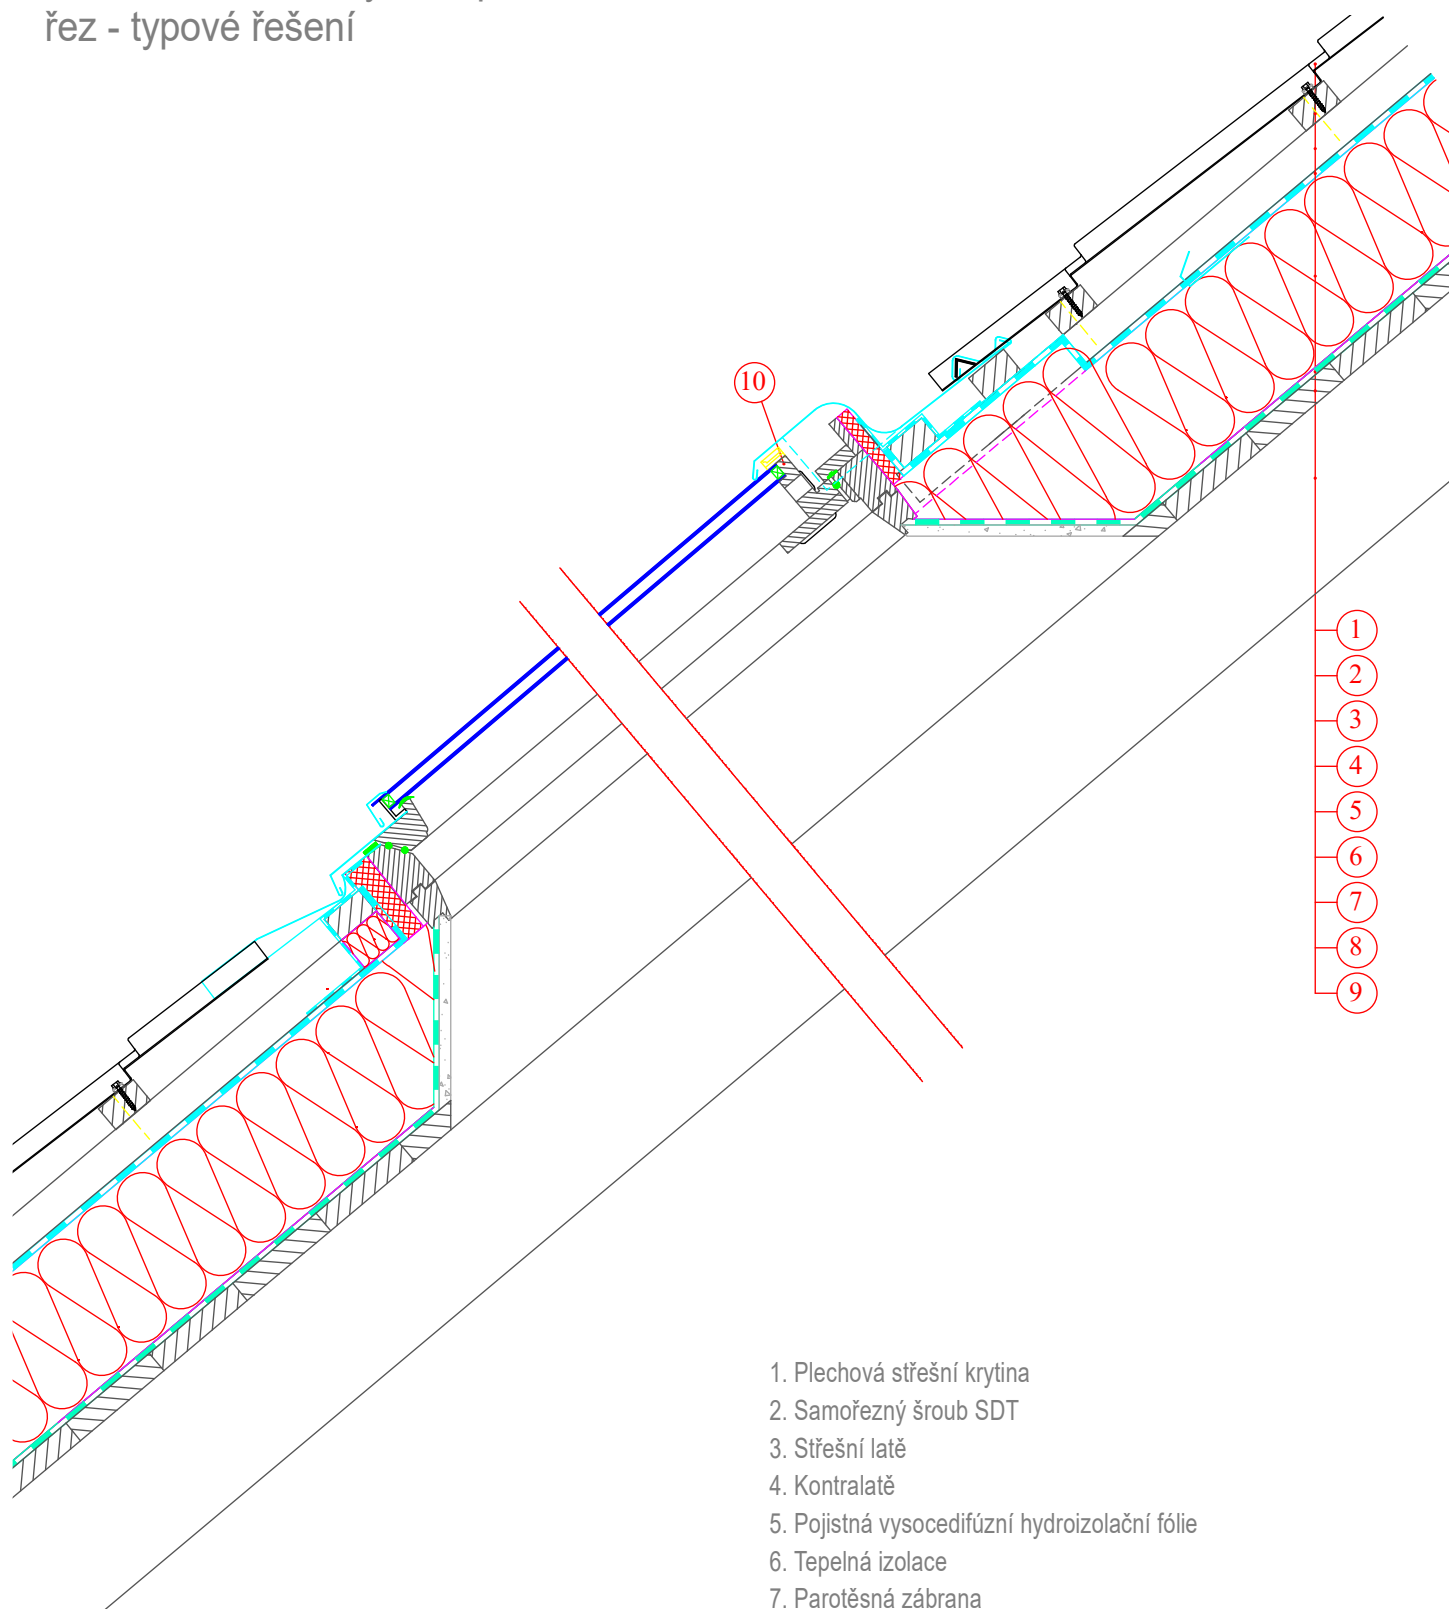 řez - typové řešení
10
1
2
3
4
5
6
7
8
9
1. Plechová střešní krytina
2. Samořezný šroub SDT
3. Střešní latě
4. Kontralatě
5. Pojistná vysocedifúzní hydroizolační fólie
6. Tepelná izolace
7. Parotěsná zábrana